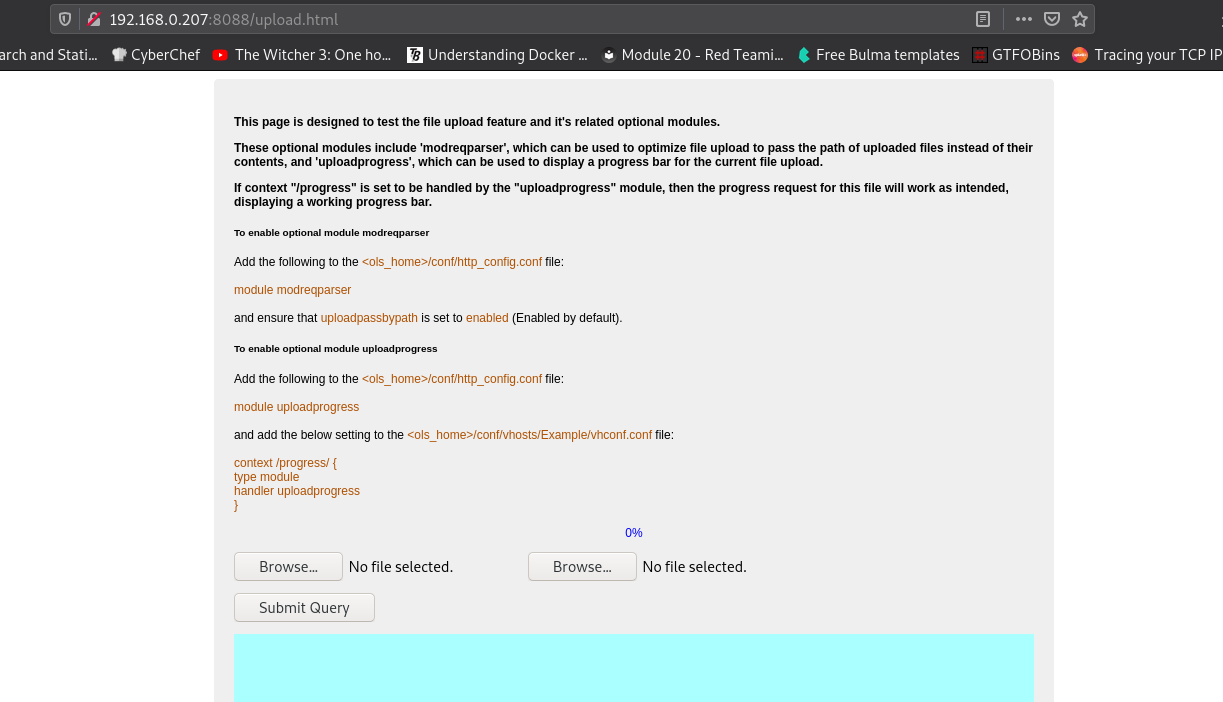 192.168.0.207:8088/upload.html
arch and Stati... CyberChef The Witcher 3: One ho... TB Understanding Docker ... Module 20 - Red Teami... Free Bulma templates GTFOBins Tracing your TCP IP
This page is designed to test the file upload feature and it's related optional modules.
These optional modules include 'modreqparser', which can be used to optimize file upload to pass the path of uploaded files instead of their
contents, and 'uploadprogress', which can be used to display a progress bar for the current file upload.
If context "/progress" is set to be handled by the "uploadprogress" module, then the progress request for this file will work as intended,
displaying a working progress bar.
To enable optional module modreqparser
Add the following to the <ols_home>/conf/http_config.conf file:
module modreqparser
and ensure that uploadpassbypath is set to enabled (Enabled by default).
To enable optional module uploadprogress
Add the following to the <ols_home>/conf/http_config.conf file:
module uploadprogress
and add the below setting to the <ols_home>/conf/vhosts/Example/vhconf.conf file:
context /progress/ {
type module
handler uploadprogress
}
0%
Browse... No file selected. Browse... No file selected.
Submit Query